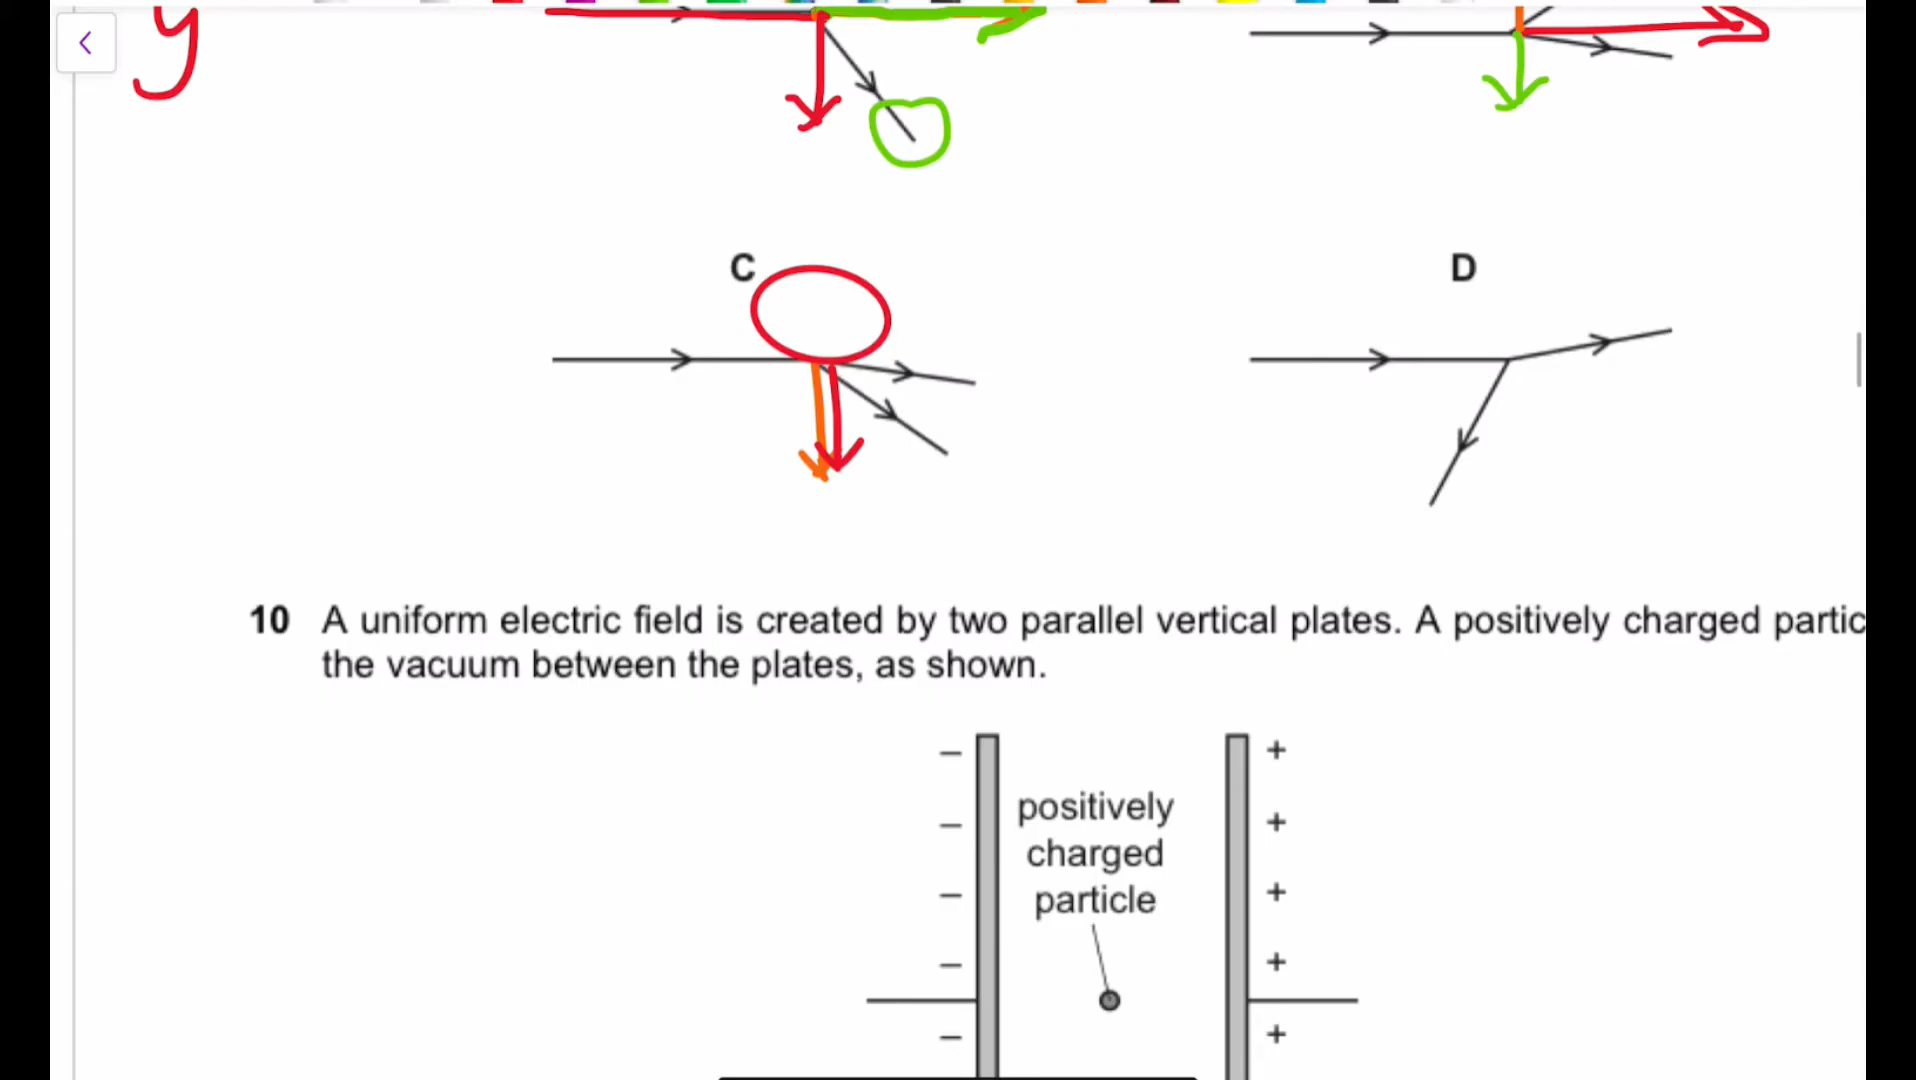 y
C
D
10 A uniform electric field is created by two parallel vertical plates. A positively charged partic
the vacuum between the plates, as shown.
– +
positively
– +
charged
– +
particle
– +
– +